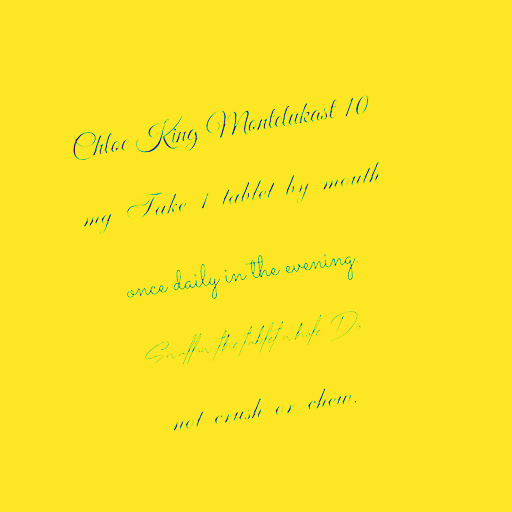 Chloe King Montelukast 10
mg Take 1 tablet by mouth
once daily in the evening.
Swallow the tablet whole Do
not crush or chew.